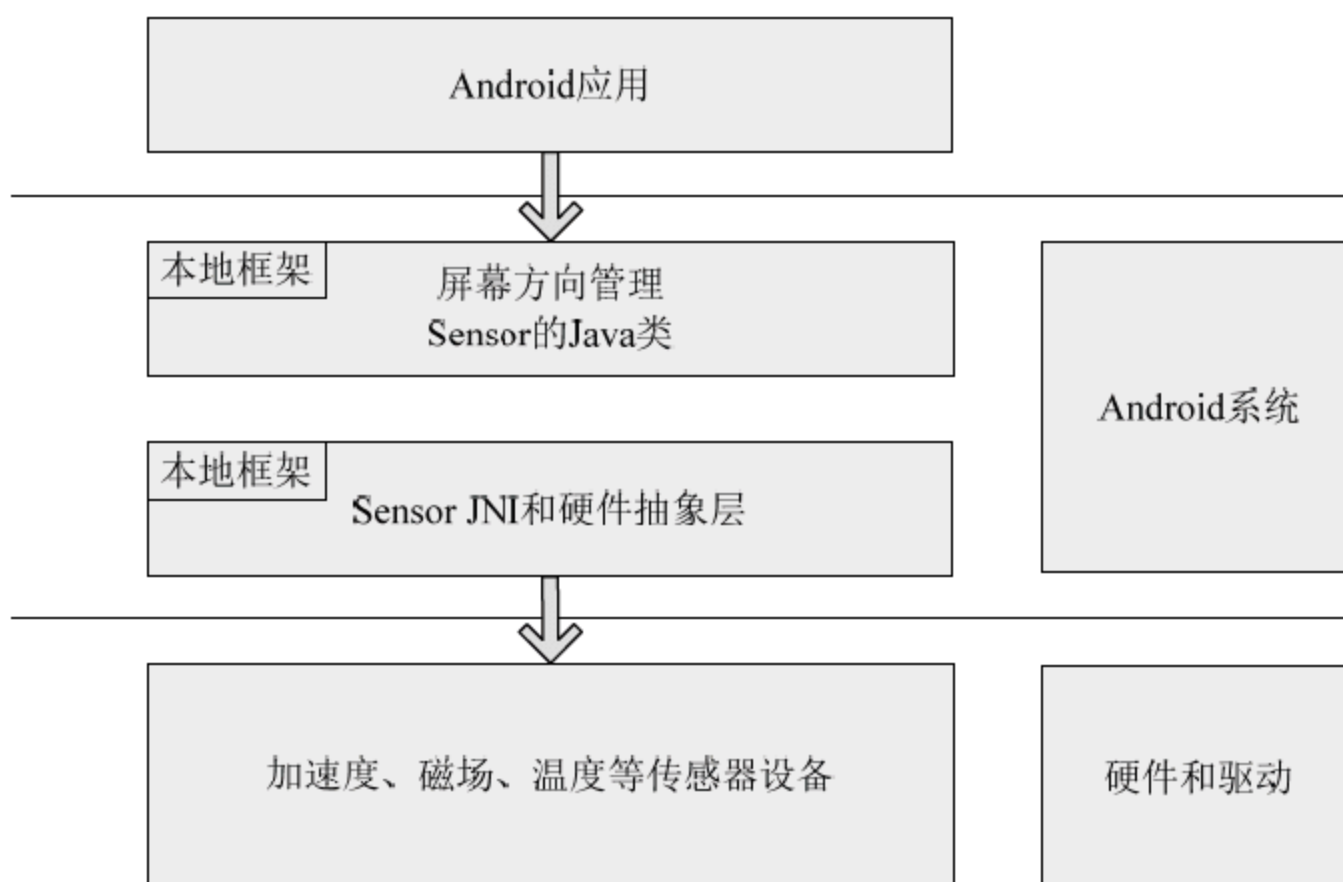 Android应用
本地框架
屏幕方向管理
Sensor的Java类
Android系统
本地框架
Sensor JNI和硬件抽象层
加速度、磁场、温度等传感器设备
硬件和驱动